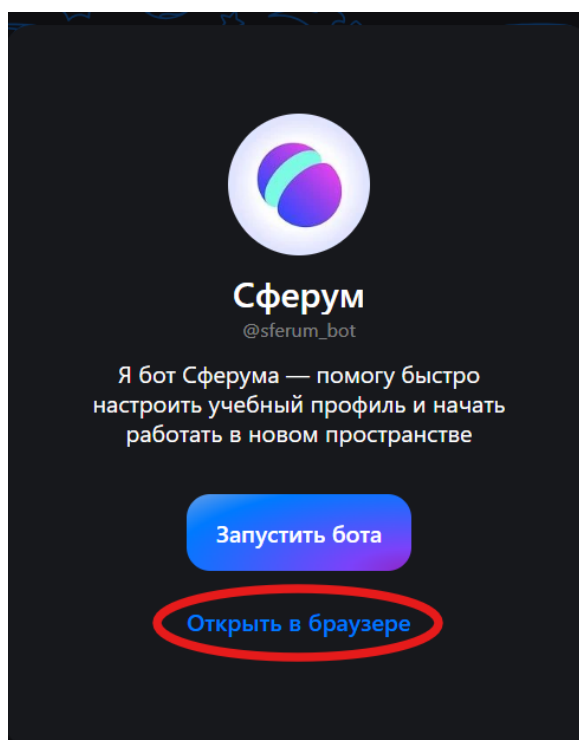 Сферум
@sferum_bot
Я бот Сферума — помогу быстро
настроить учебный профиль и начать
работать в новом пространстве
Запустить бота
Открыть в браузере